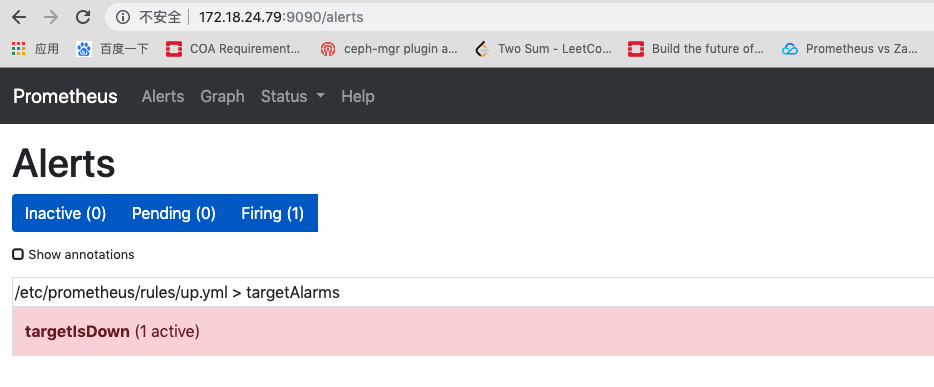 不安全 | 172.18.24.79:9090/alerts
应用 百度一下 COA Requirement... ceph-mgr plugin a... Two Sum - LeetCo... Build the future of... Prometheus vs Za...
Prometheus Alerts Graph Status Help
Alerts
Inactive (0) Pending (0) Firing (1)
Show annotations
/etc/prometheus/rules/up.yml > targetAlarms
targetIsDown (1 active)